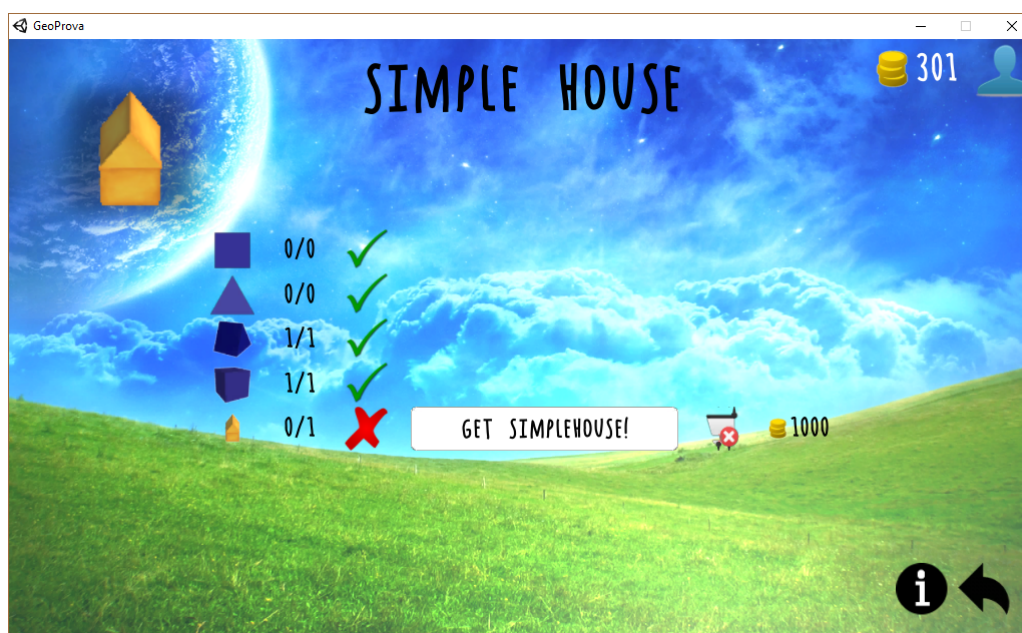 GeoProva
301
SIMPLE HOUSE
0/0
0/0
1/1
1/1
0/1
GET SIMPLEHOUSE!
1000
i